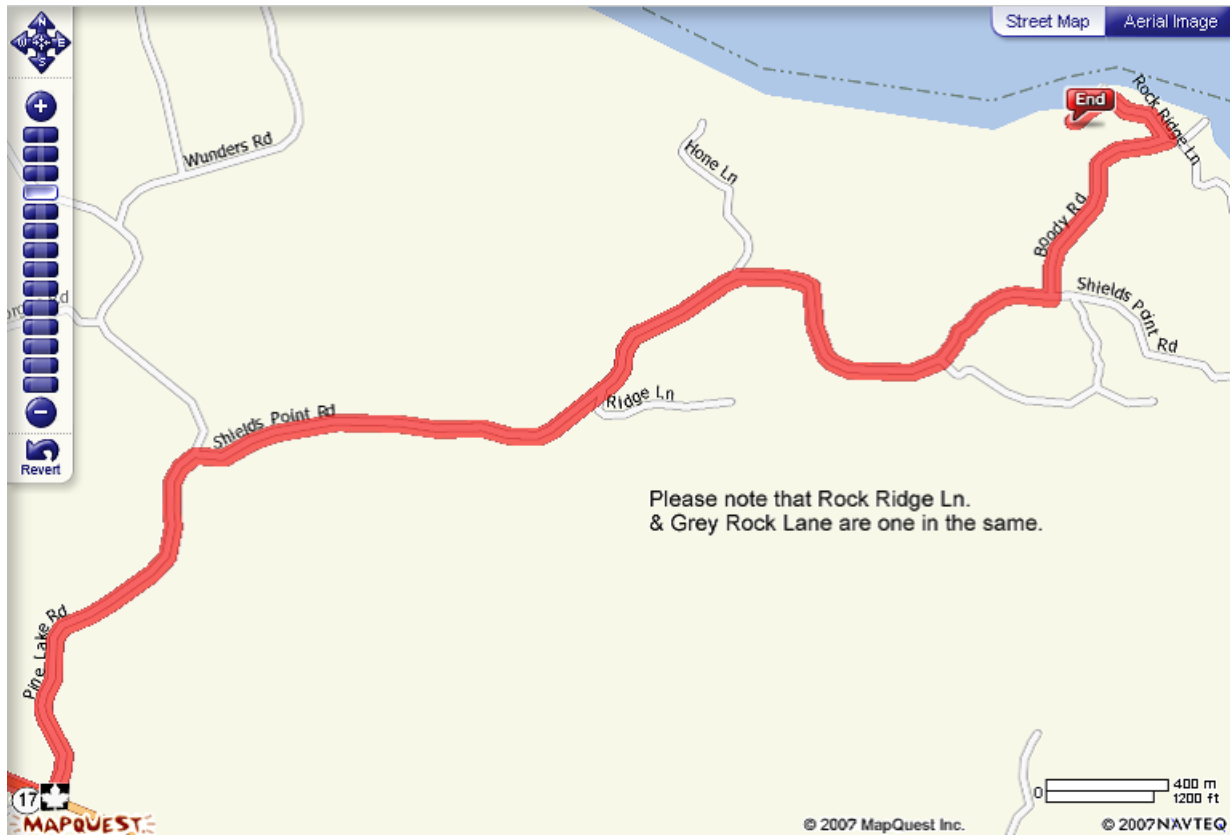 Street Map
Aerial Image
N
W
E
S
End
Rock Ridge Ln
Wunders Rd
Hone Ln
Boody Rd
Shields Point Rd
Rd
Ridge Ln
Shields Point Rd
Revert
Please note that Rock Ridge Ln.
& Grey Rock Lane are one in the same.
Pine Lake Rd
17
MAPQUEST
0
400 m
1200 ft
© 2007 MapQuest Inc.
© 2007 NAVTEQ